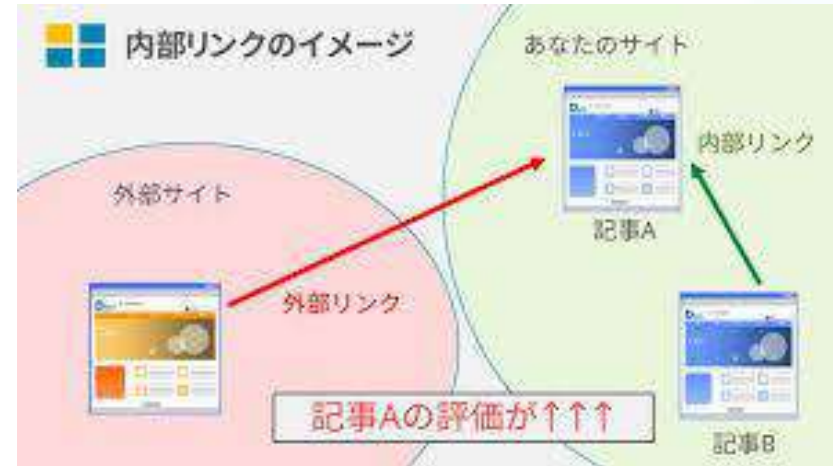 内部リンクのイメージ
あなたのサイト
内部リンク
外部サイト
記事A
外部リンク
記事Aの評価が↑↑↑
記事B